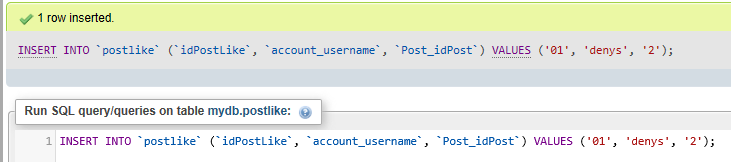 1 row inserted.
INSERT INTO `postlike` (`idPostLike`, `account_username`, `Post_idPost`) VALUES ('01', 'denys', '2');
Run SQL query/queries on table mydb.postlike:
1 INSERT INTO `postlike` (`idPostLike`, `account_username`, `Post_idPost`) VALUES ('01', 'denys', '2');